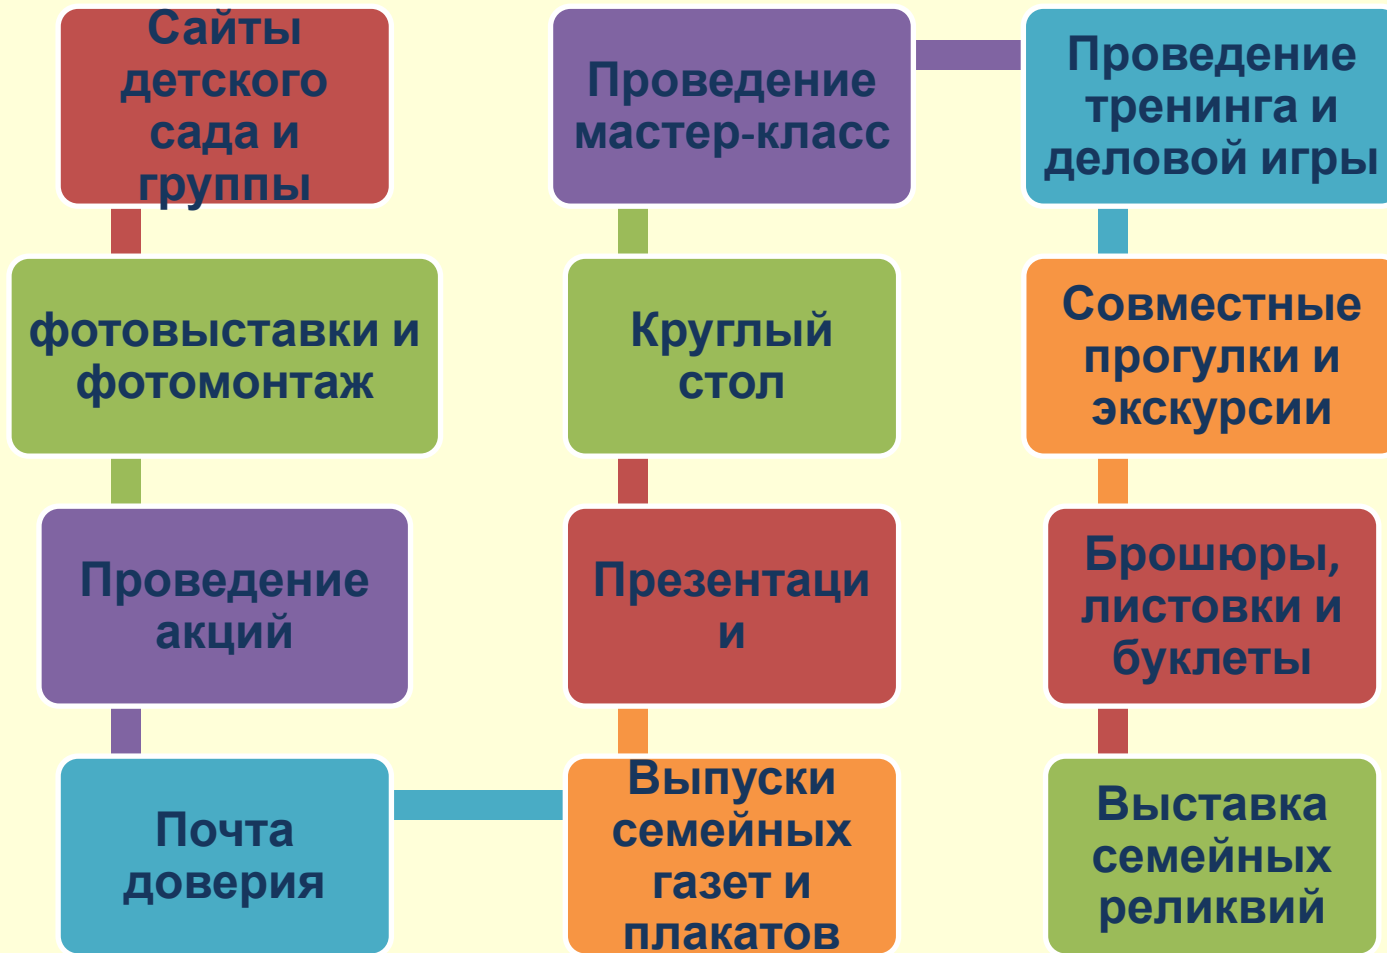 Сайты
детского
сада и
группы
фотовыставки и
фотомонтаж
Проведение
акций
Почта
доверия
Выпуски
семейных
газет и
плакатов
Презентаци
и
Круглый
стол
Проведение
мастер-класс
Проведение
тренинга и
деловой игры
Совместные
прогулки и
экскурсии
Брошюры,
листовки и
буклеты
Выставка
семейных
реликвий